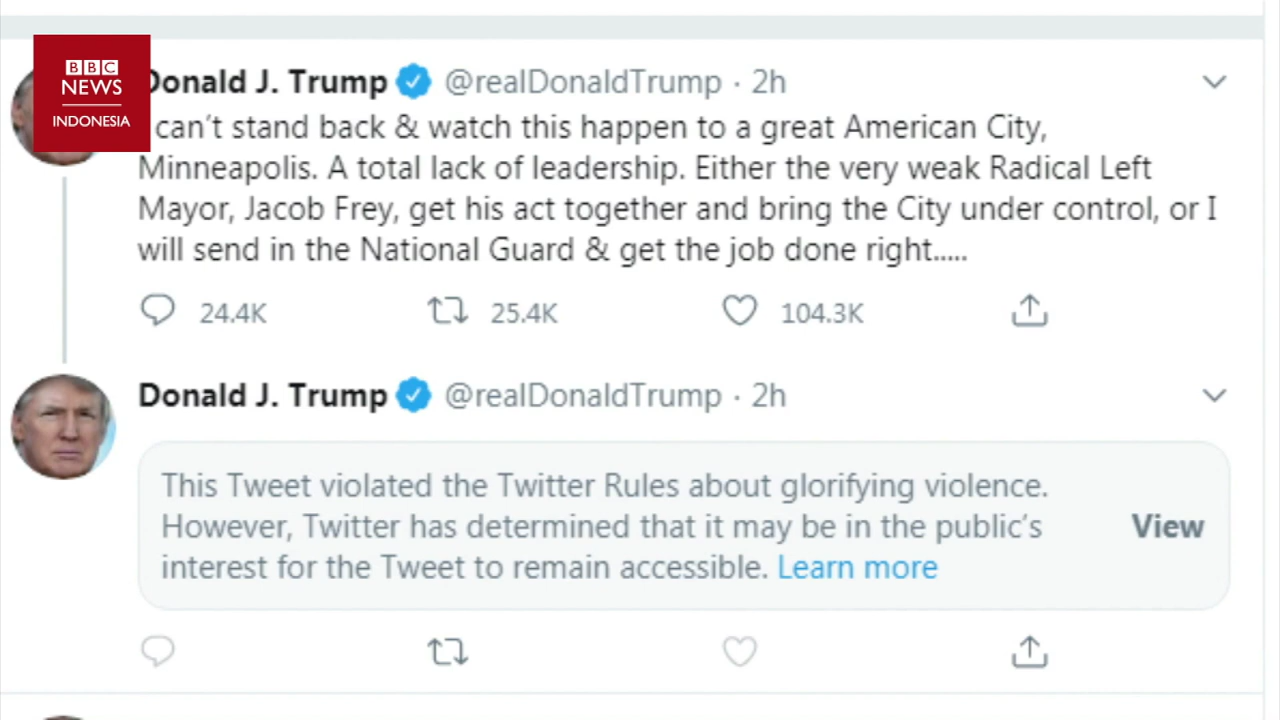 BBC
NEWS
INDONESIA
Donald J. Trump @realDonaldTrump · 2h
can't stand back & watch this happen to a great American City,
Minneapolis. A total lack of leadership. Either the very weak Radical Left
Mayor, Jacob Frey, get his act together and bring the City under control, or I
will send in the National Guard & get the job done right.....
24.4K 25.4K 104.3K
Donald J. Trump @realDonaldTrump · 2h
This Tweet violated the Twitter Rules about glorifying violence.
However, Twitter has determined that it may be in the public's
interest for the Tweet to remain accessible. Learn more
View